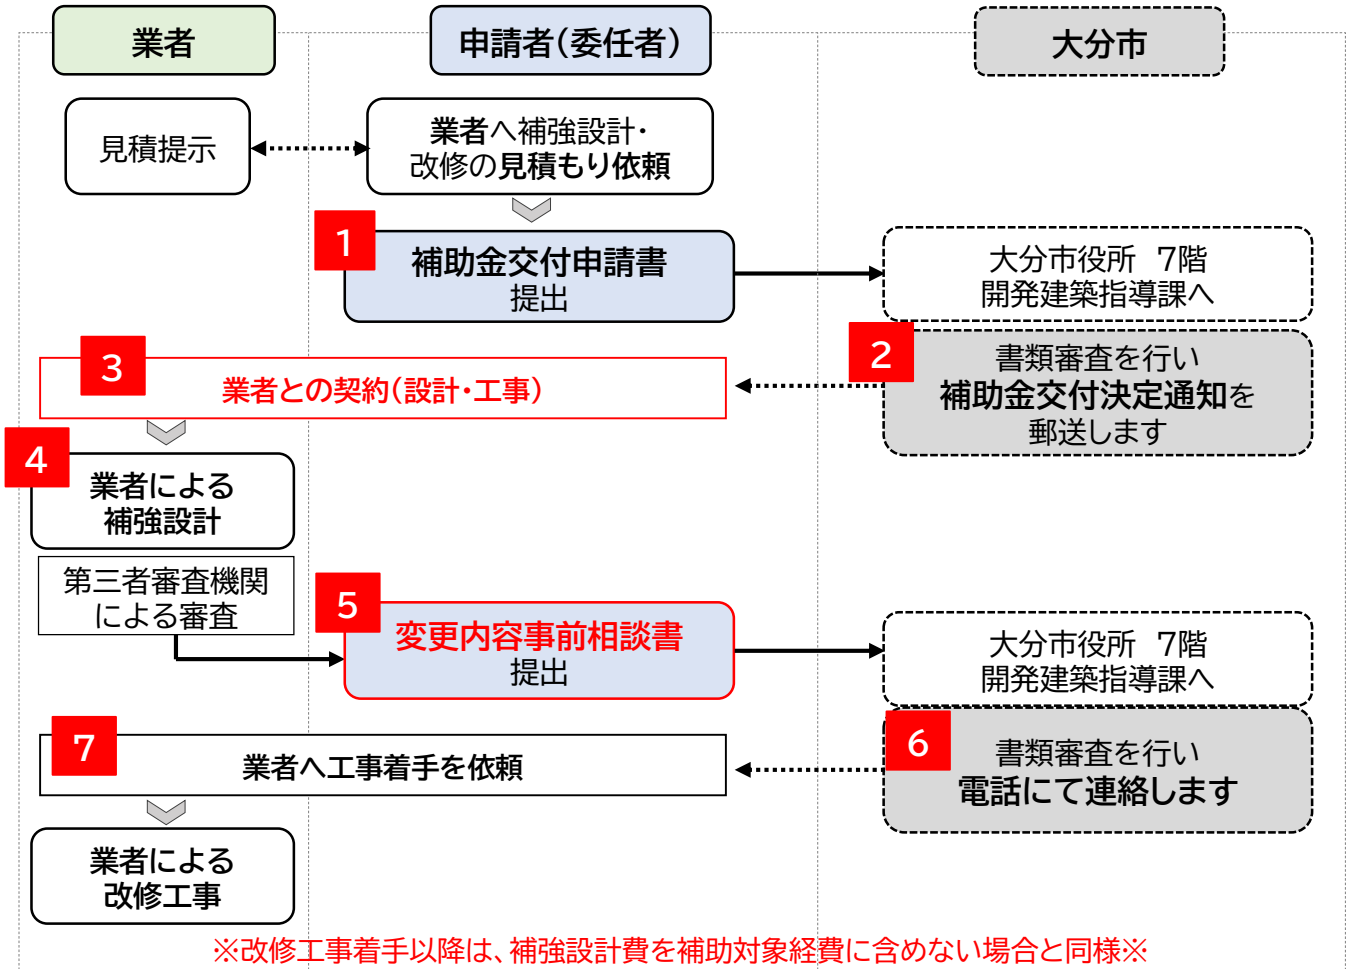 業者
申請者(委任者)
大分市
見積提示
業者へ補強設計・
改修の見積もり依頼
1
補助金交付申請書
提出
大分市役所　7階
開発建築指導課へ
2
書類審査を行い
補助金交付決定通知を
郵送します
3
業者との契約(設計・工事)
4
業者による
補強設計
第三者審査機関
による審査
5
変更内容事前相談書
提出
大分市役所　7階
開発建築指導課へ
6
書類審査を行い
電話にて連絡します
7
業者へ工事着手を依頼
業者による
改修工事
※改修工事着手以降は、補強設計費を補助対象経費に含めない場合と同様※